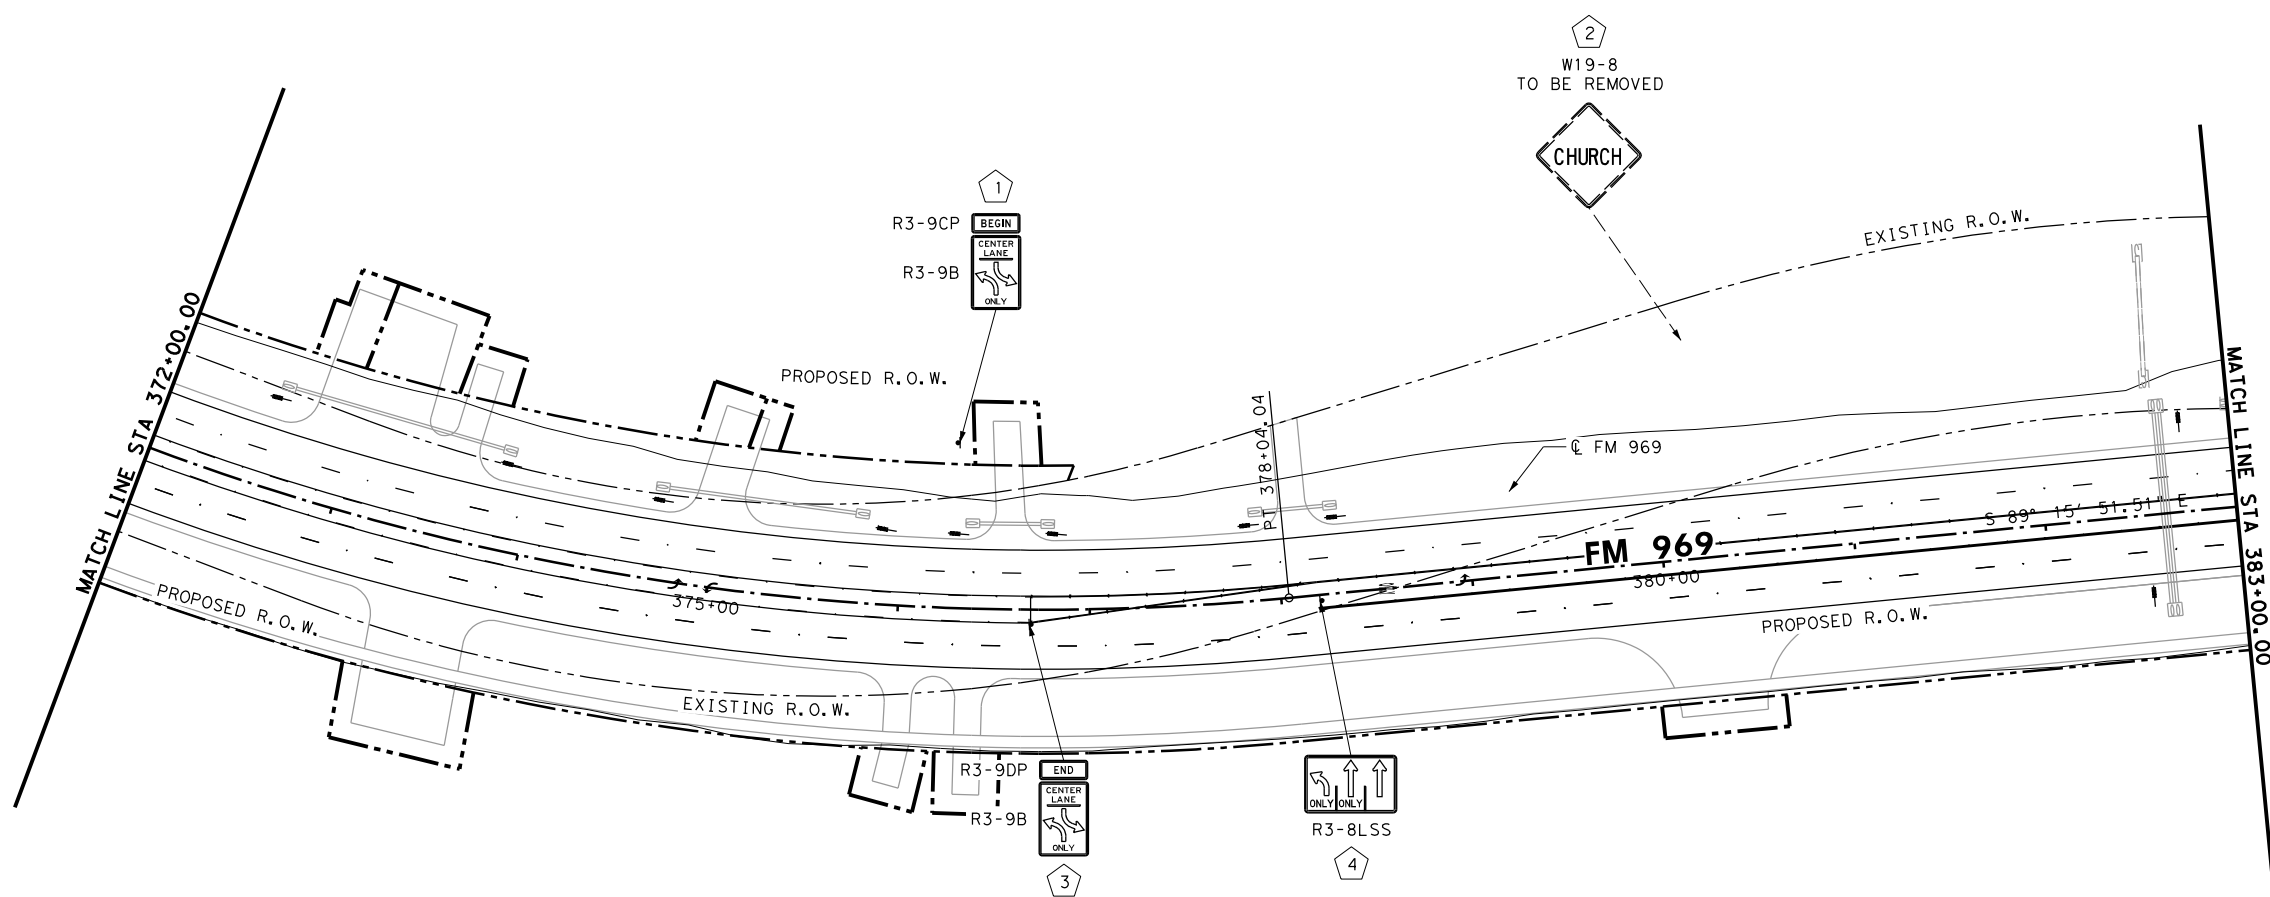 2
W19-8
TO BE REMOVED
CHURCH
1
R3-9CP
BEGIN
R3-9B
CENTER
LANE
ONLY
EXISTING R.O.W.
MATCH LINE STA 372+00.00
PROPOSED R.O.W.
PT 378+04.04
℄ FM 969
MATCH LINE STA 383+00.00
S 89° 15' 51.51" E
FM 969
380+00
375+00
PROPOSED R.O.W.
PROPOSED R.O.W.
EXISTING R.O.W.
R3-9DP
END
R3-9B
CENTER
LANE
ONLY
3
ONLY ONLY
R3-8LSS
4